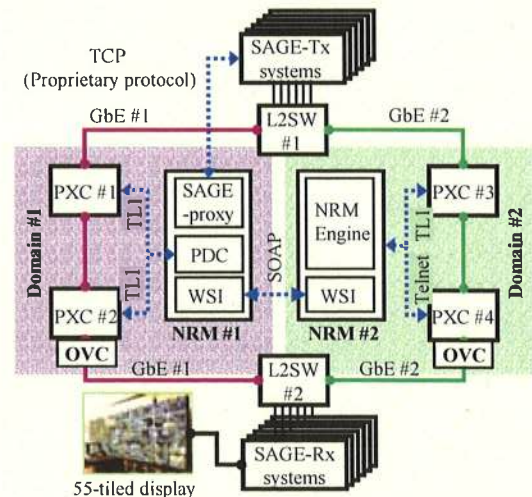 TCP
(Proprietary protocol)
SAGE-Tx
systems
GbE #1
L2SW
#1
GbE #2
Domain #1
PXC #1
TL1
TL1
PXC #2
OVC
SAGE
-proxy
PDC
WSI
NRM #1
SOAP
NRM
Engine
WSI
NRM #2
TL1
Telnet
PXC #3
PXC #4
OVC
Domain #2
GbE #1
L2SW
#2
GbE #2
SAGE-Rx
systems
55-tiled display